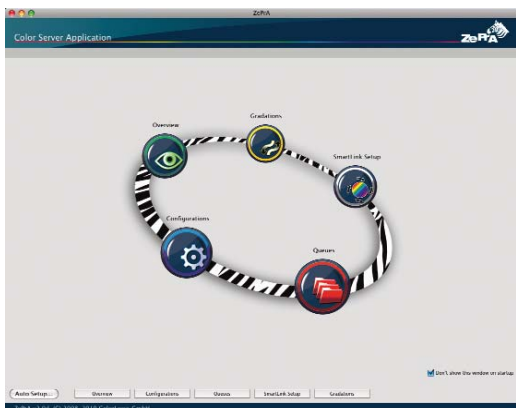 ZePrA
Color Server Application
ZePrA
Overview
Gradations
SmartLink Setup
Configurations
Queues
Don't show this window on startup
Auto Setup...
Overview
Configurations
Queues
SmartLink Setup
Gradations